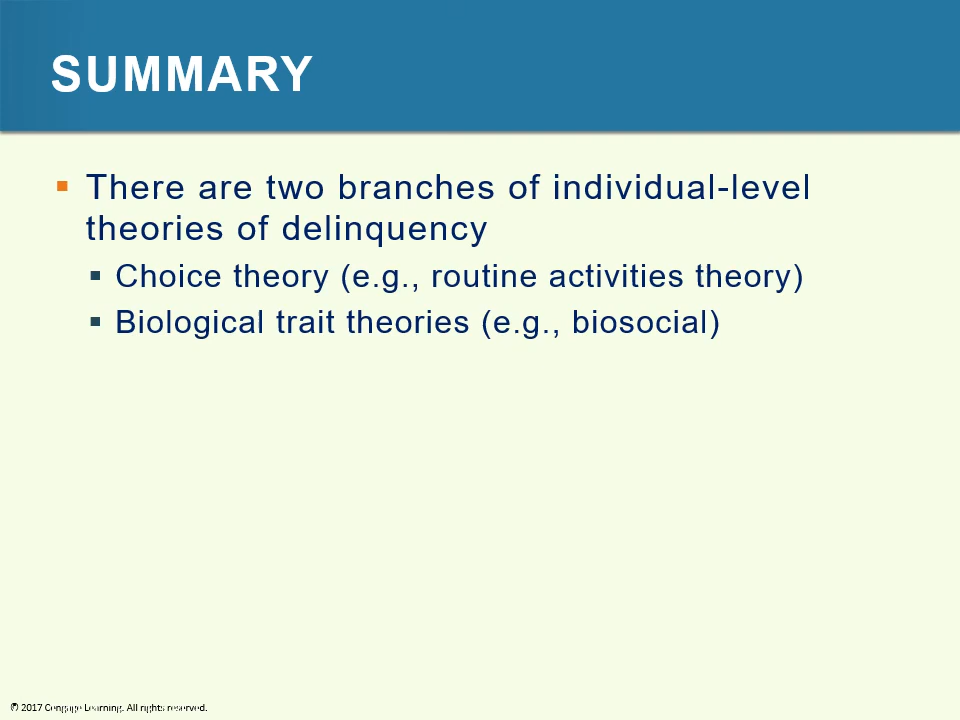 SUMMARY
▪ There are two branches of individual-level
theories of delinquency
▪ Choice theory (e.g., routine activities theory)
▪ Biological trait theories (e.g., biosocial)
© 2017 Cengage Learning. All rights reserved.